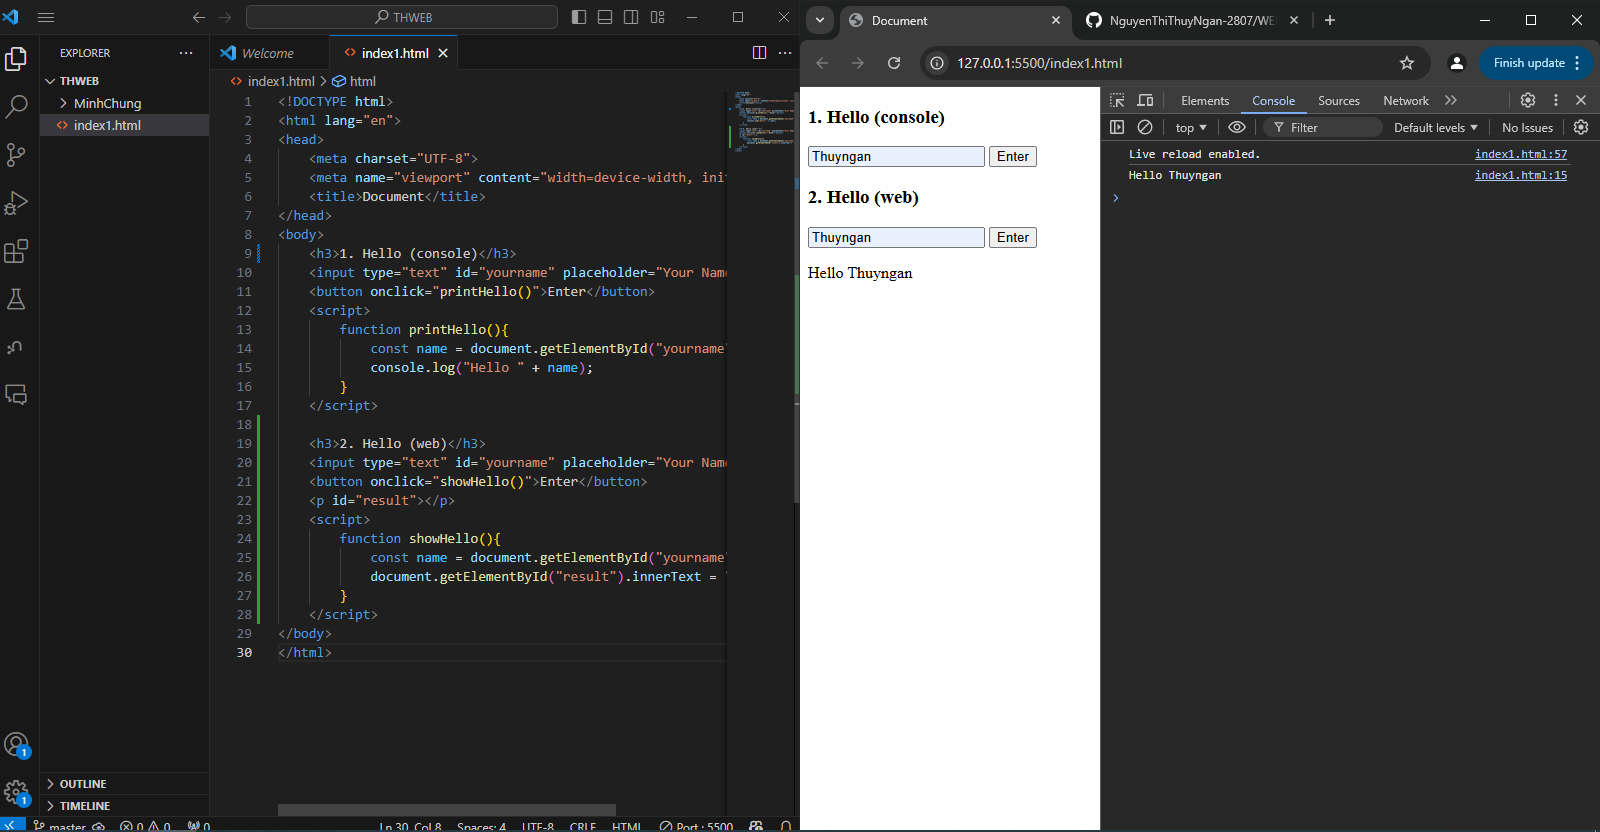 THWEB
EXPLORER
THWEB
MinhChung
index1.html
OUTLINE
TIMELINE
Welcome
index1.html
index1.html > html
1 <!DOCTYPE html>
2 <html lang="en">
3 <head>
4 <meta charset="UTF-8">
5 <meta name="viewport" content="width=device-width, init
6 <title>Document</title>
7 </head>
8 <body>
9 <h3>1. Hello (console)</h3>
10 <input type="text" id="yourname" placeholder="Your Name
11 <button onclick="printHello()">Enter</button>
12 <script>
13 function printHello(){
14 const name = document.getElementById("yourname"
15 console.log("Hello " + name);
16 }
17 </script>
18
19 <h3>2. Hello (web)</h3>
20 <input type="text" id="yourname" placeholder="Your Name
21 <button onclick="showHello()">Enter</button>
22 <p id="result"></p>
23 <script>
24 function showHello(){
25 const name = document.getElementById("yourname"
26 document.getElementById("result").innerText =
27 }
28 </script>
29 </body>
30 </html>
1
1
master 0 0 0 Ln 30, Col 8 Spaces: 4 UTF-8 CRLF HTML Port : 5500
Document
NguyenThiThuyNgan-2807/WE
127.0.0.1:5500/index1.html
Finish update
1. Hello (console)
Thuyngan Enter
2. Hello (web)
Thuyngan Enter
Hello Thuyngan
Elements Console Sources Network
top Filter Default levels No Issues
Live reload enabled. index1.html:57
Hello Thuyngan index1.html:15